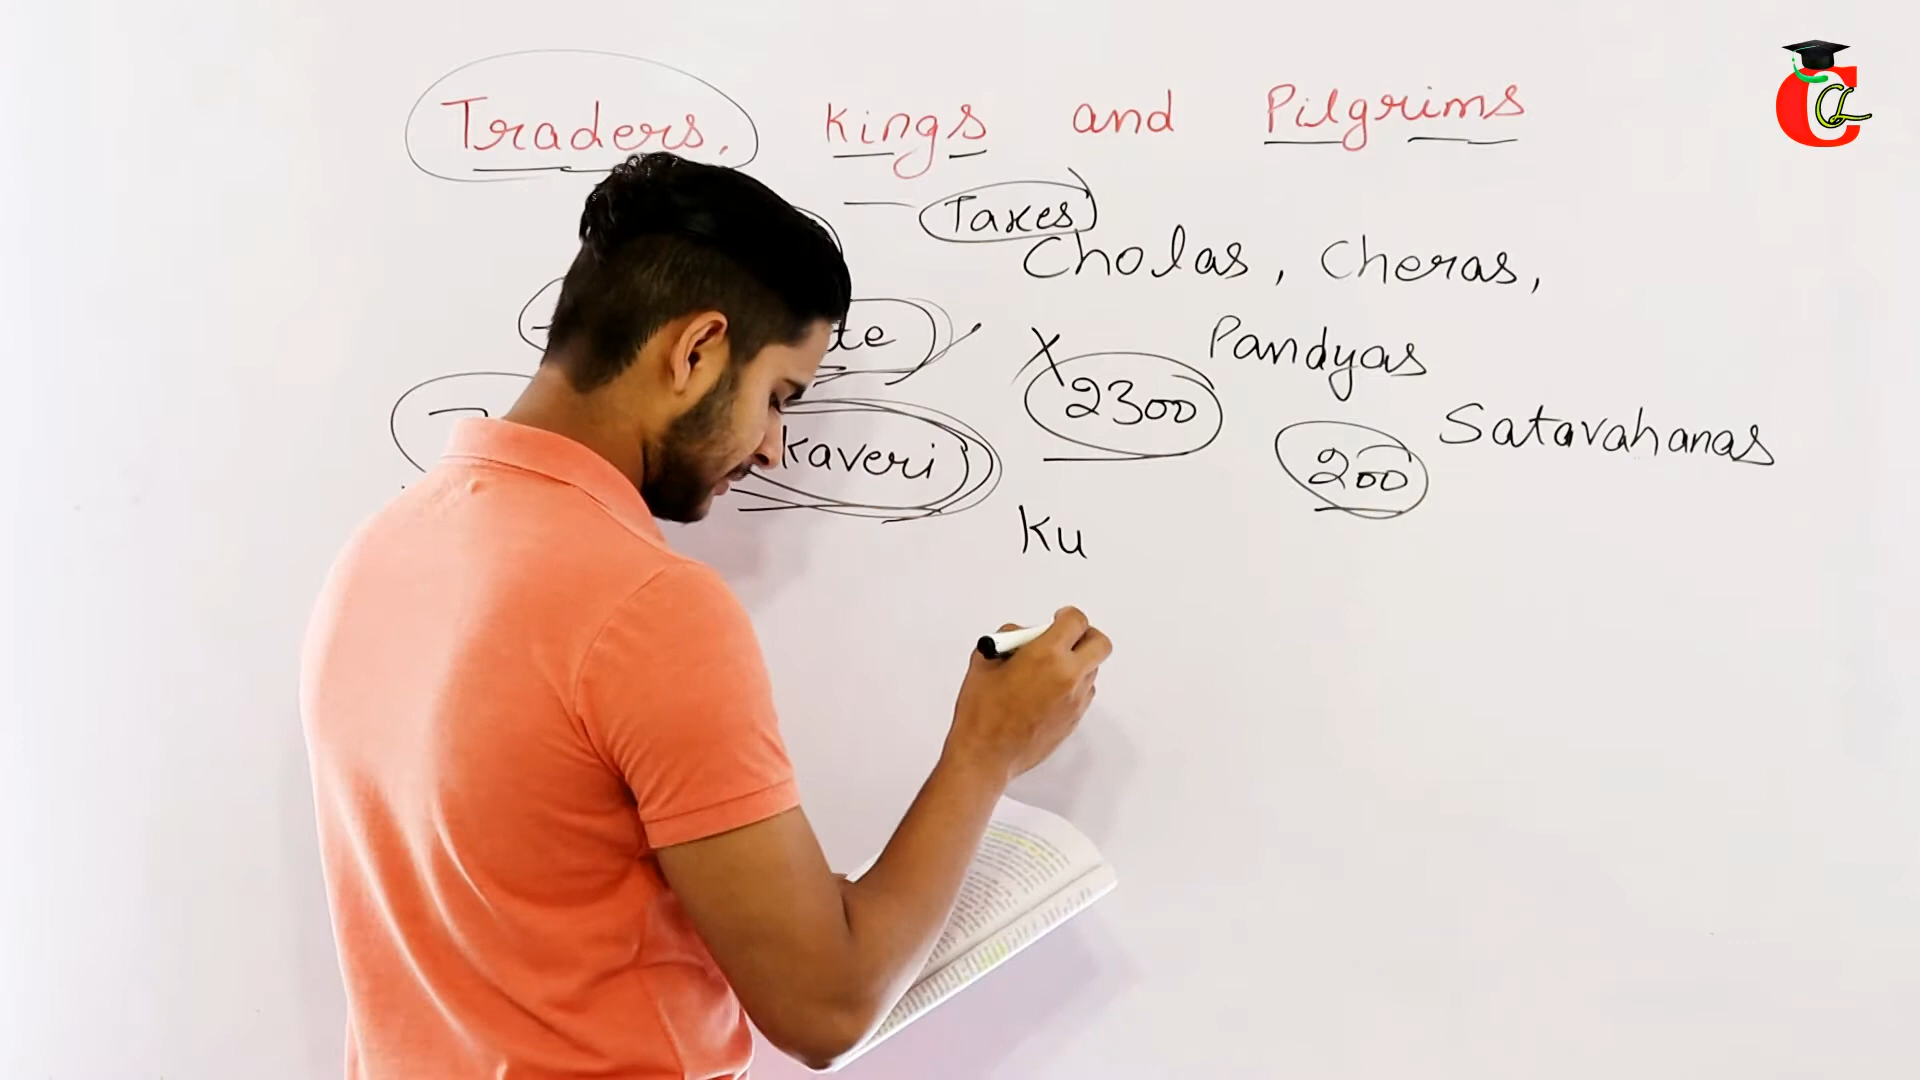 Traders, Kings and Pilgrims
Taxes
Cholas, Cheras,
Pandyas
2300
Kaveri
200 Satavahanas
Ku